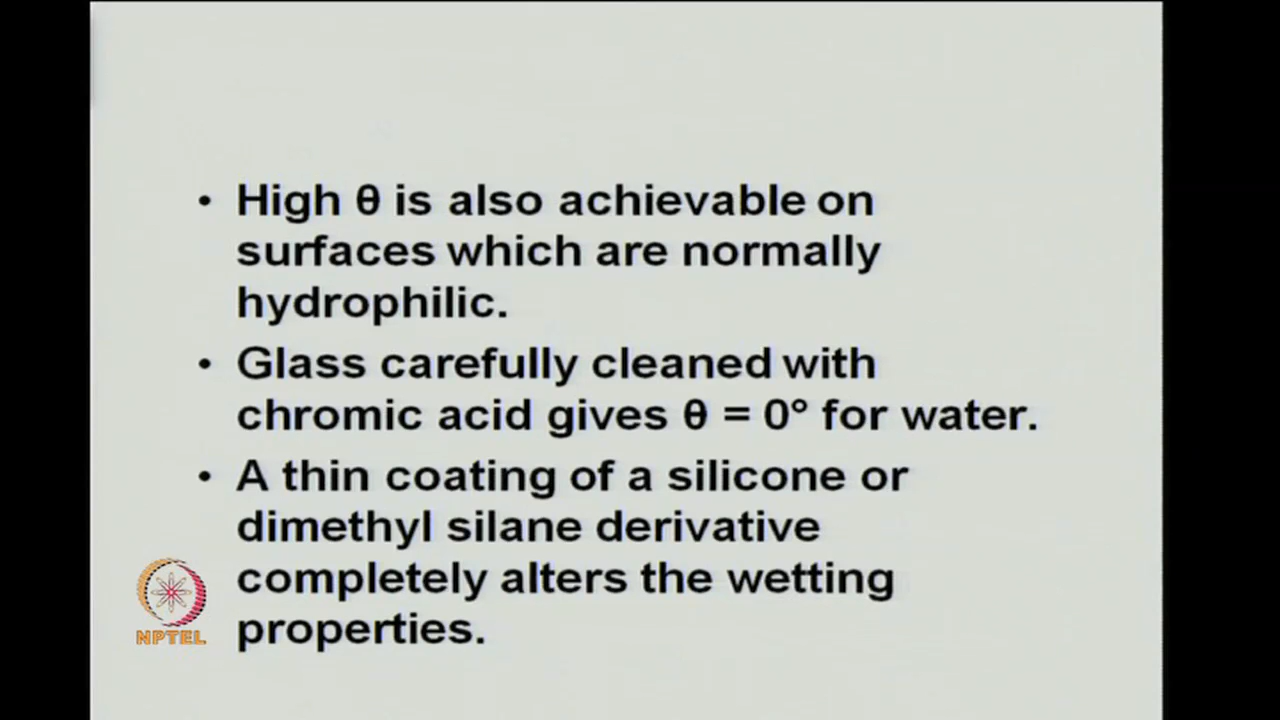 • High θ is also achievable on
surfaces which are normally
hydrophilic.
• Glass carefully cleaned with
chromic acid gives θ = 0° for water.
• A thin coating of a silicone or
dimethyl silane derivative
completely alters the wetting
properties.
NPTEL